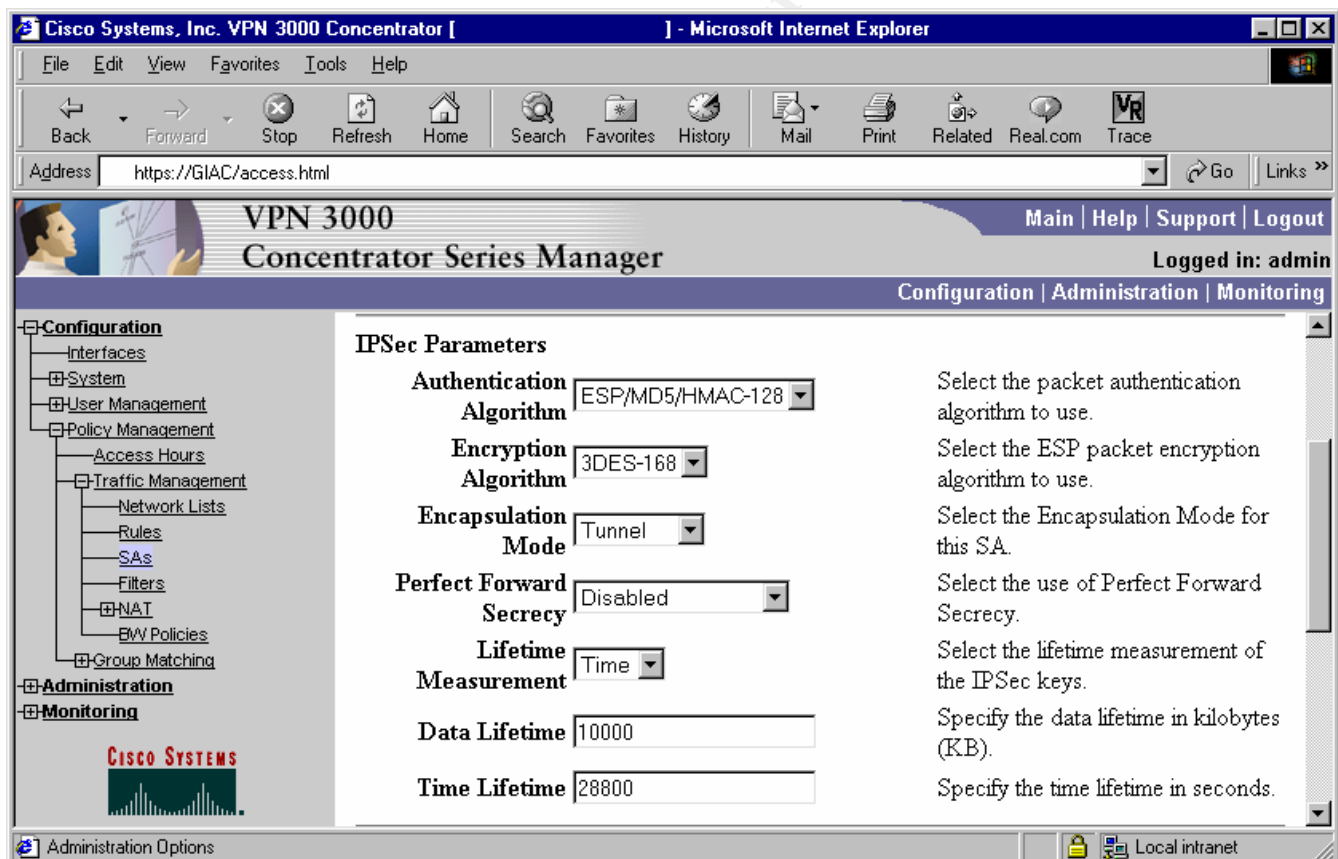 Cisco Systems, Inc. VPN 3000 Concentrator [ ] - Microsoft Internet Explorer
File Edit View Favorites Tools Help
Back Forward Stop Refresh Home Search Favorites History Mail Print Related Real.com Trace
Address https://GIAC/access.html Go Links »
VPN 3000
Concentrator Series Manager
Main | Help | Support | Logout
Logged in: admin
Configuration | Administration | Monitoring
Configuration
Interfaces
System
User Management
Policy Management
Access Hours
Traffic Management
Network Lists
Rules
SAs
Filters
NAT
BW Policies
Group Matching
Administration
Monitoring
CISCO SYSTEMS
IPSec Parameters
Authentication Algorithm ESP/MD5/HMAC-128 Select the packet authentication
algorithm to use.
Encryption Algorithm 3DES-168 Select the ESP packet encryption
algorithm to use.
Encapsulation Mode Tunnel Select the Encapsulation Mode for
this SA.
Perfect Forward Secrecy Disabled Select the use of Perfect Forward
Secrecy.
Lifetime Measurement Time Select the lifetime measurement of
the IPSec keys.
Data Lifetime 10000 Specify the data lifetime in kilobytes
(KB).
Time Lifetime 28800 Specify the time lifetime in seconds.
Administration Options Local intranet